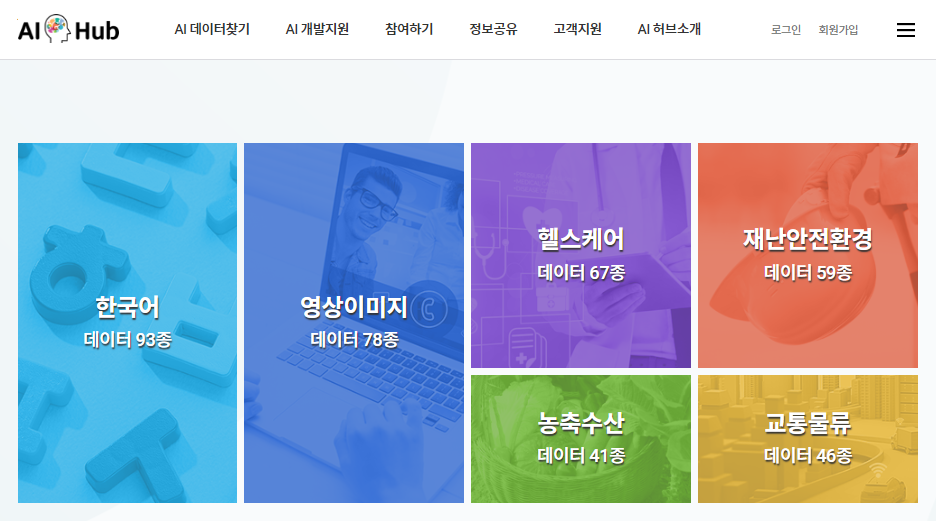 AI Hub
AI 데이터찾기
AI 개발지원
참여하기
정보공유
고객지원
AI 허브소개
로그인
회원가입
한국어
데이터 93종
영상이미지
데이터 78종
헬스케어
데이터 67종
재난안전환경
데이터 59종
농축수산
데이터 41종
교통물류
데이터 46종